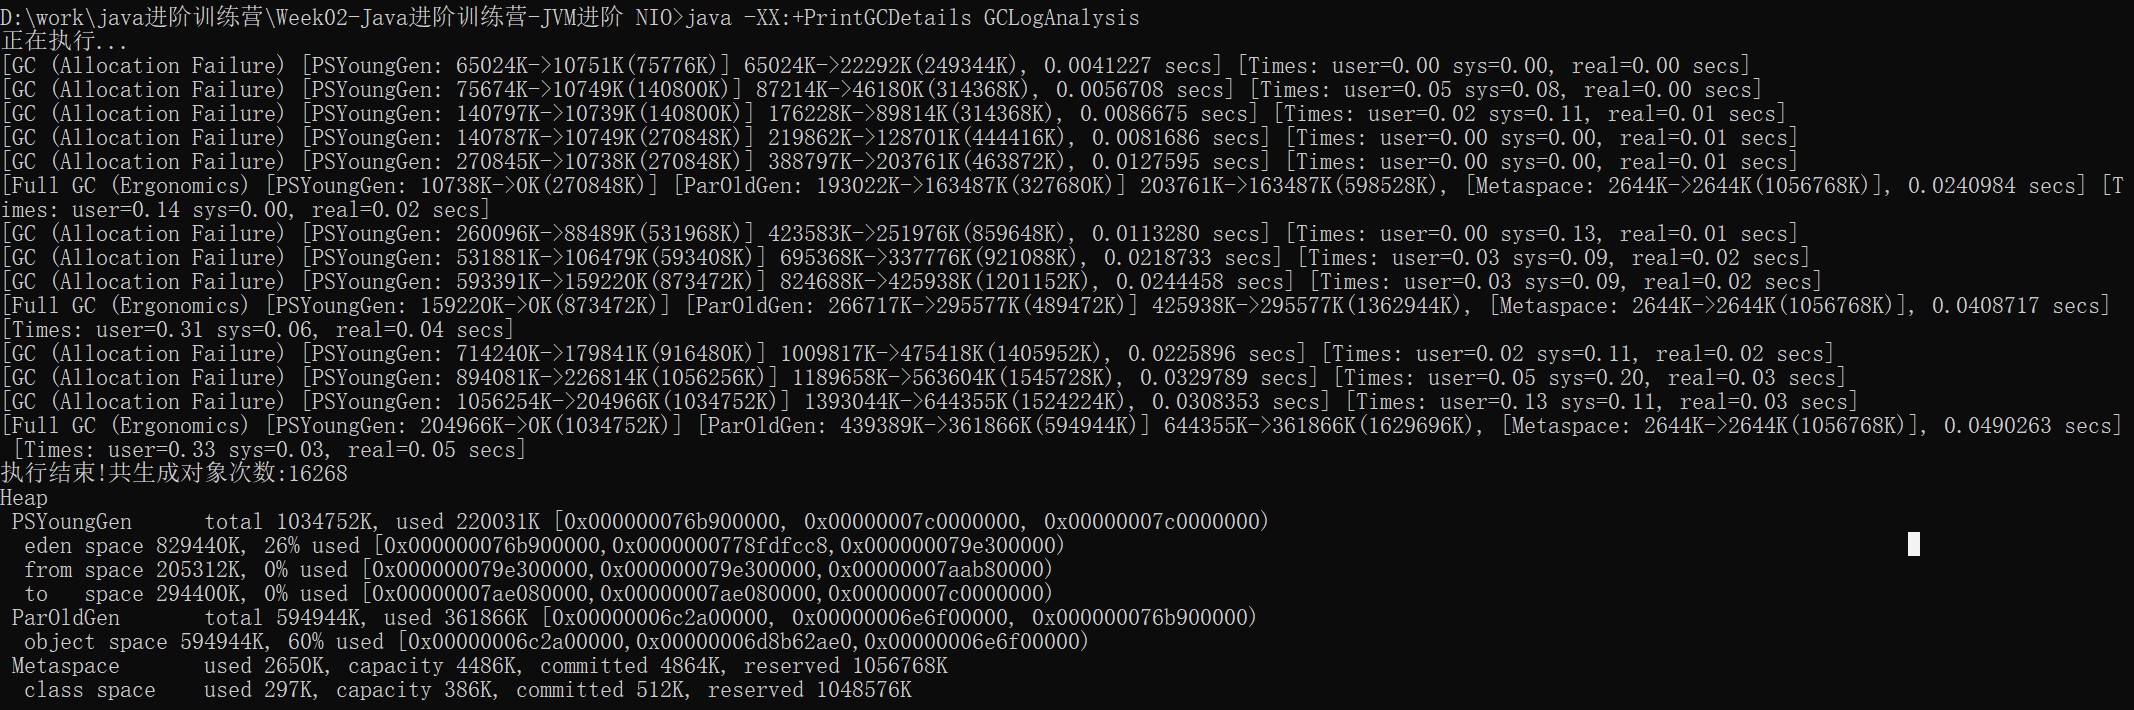 D:\work\java进阶训练营\Week02-Java进阶训练营-JVM进阶 NIO>java -XX:+PrintGCDetails GCLogAnalysis
正在执行...
[GC (Allocation Failure) [PSYoungGen: 65024K->10751K(75776K)] 65024K->22292K(249344K), 0.0041227 secs] [Times: user=0.00 sys=0.00, real=0.00 secs]
[GC (Allocation Failure) [PSYoungGen: 75674K->10749K(140800K)] 87214K->46180K(314368K), 0.0056708 secs] [Times: user=0.05 sys=0.08, real=0.00 secs]
[GC (Allocation Failure) [PSYoungGen: 140797K->10739K(140800K)] 176228K->89814K(314368K), 0.0086675 secs] [Times: user=0.02 sys=0.11, real=0.01 secs]
[GC (Allocation Failure) [PSYoungGen: 140787K->10749K(270848K)] 219862K->128701K(444416K), 0.0081686 secs] [Times: user=0.00 sys=0.00, real=0.01 secs]
[GC (Allocation Failure) [PSYoungGen: 270845K->10738K(270848K)] 388797K->203761K(463872K), 0.0127595 secs] [Times: user=0.00 sys=0.00, real=0.01 secs]
[Full GC (Ergonomics) [PSYoungGen: 10738K->0K(270848K)] [ParOldGen: 193022K->163487K(327680K)] 203761K->163487K(598528K), [Metaspace: 2644K->2644K(1056768K)], 0.0240984 secs] [T
imes: user=0.14 sys=0.00, real=0.02 secs]
[GC (Allocation Failure) [PSYoungGen: 260096K->88489K(531968K)] 423583K->251976K(859648K), 0.0113280 secs] [Times: user=0.00 sys=0.13, real=0.01 secs]
[GC (Allocation Failure) [PSYoungGen: 531881K->106479K(593408K)] 695368K->337776K(921088K), 0.0218733 secs] [Times: user=0.03 sys=0.09, real=0.02 secs]
[GC (Allocation Failure) [PSYoungGen: 593391K->159220K(873472K)] 824688K->425938K(1201152K), 0.0244458 secs] [Times: user=0.03 sys=0.09, real=0.02 secs]
[Full GC (Ergonomics) [PSYoungGen: 159220K->0K(873472K)] [ParOldGen: 266717K->295577K(489472K)] 425938K->295577K(1362944K), [Metaspace: 2644K->2644K(1056768K)], 0.0408717 secs]
[Times: user=0.31 sys=0.06, real=0.04 secs]
[GC (Allocation Failure) [PSYoungGen: 714240K->179841K(916480K)] 1009817K->475418K(1405952K), 0.0225896 secs] [Times: user=0.02 sys=0.11, real=0.02 secs]
[GC (Allocation Failure) [PSYoungGen: 894081K->226814K(1056256K)] 1189658K->563604K(1545728K), 0.0329789 secs] [Times: user=0.05 sys=0.20, real=0.03 secs]
[GC (Allocation Failure) [PSYoungGen: 1056254K->204966K(1034752K)] 1393044K->644355K(1524224K), 0.0308353 secs] [Times: user=0.13 sys=0.11, real=0.03 secs]
[Full GC (Ergonomics) [PSYoungGen: 204966K->0K(1034752K)] [ParOldGen: 439389K->361866K(594944K)] 644355K->361866K(1629696K), [Metaspace: 2644K->2644K(1056768K)], 0.0490263 secs]
[Times: user=0.33 sys=0.03, real=0.05 secs]
执行结束!共生成对象次数:16268
Heap
PSYoungGen total 1034752K, used 220031K [0x000000076b900000, 0x00000007c0000000, 0x00000007c0000000)
eden space 829440K, 26% used [0x000000076b900000,0x0000000778fdfcc8,0x000000079e300000)
from space 205312K, 0% used [0x000000079e300000,0x000000079e300000,0x00000007aab80000)
to space 294400K, 0% used [0x00000007ae080000,0x00000007ae080000,0x00000007c0000000)
ParOldGen total 594944K, used 361866K [0x00000006c2a00000, 0x00000006e6f00000, 0x000000076b900000)
object space 594944K, 60% used [0x00000006c2a00000,0x00000006d8b62ae0,0x00000006e6f00000)
Metaspace used 2650K, capacity 4486K, committed 4864K, reserved 1056768K
class space used 297K, capacity 386K, committed 512K, reserved 1048576K